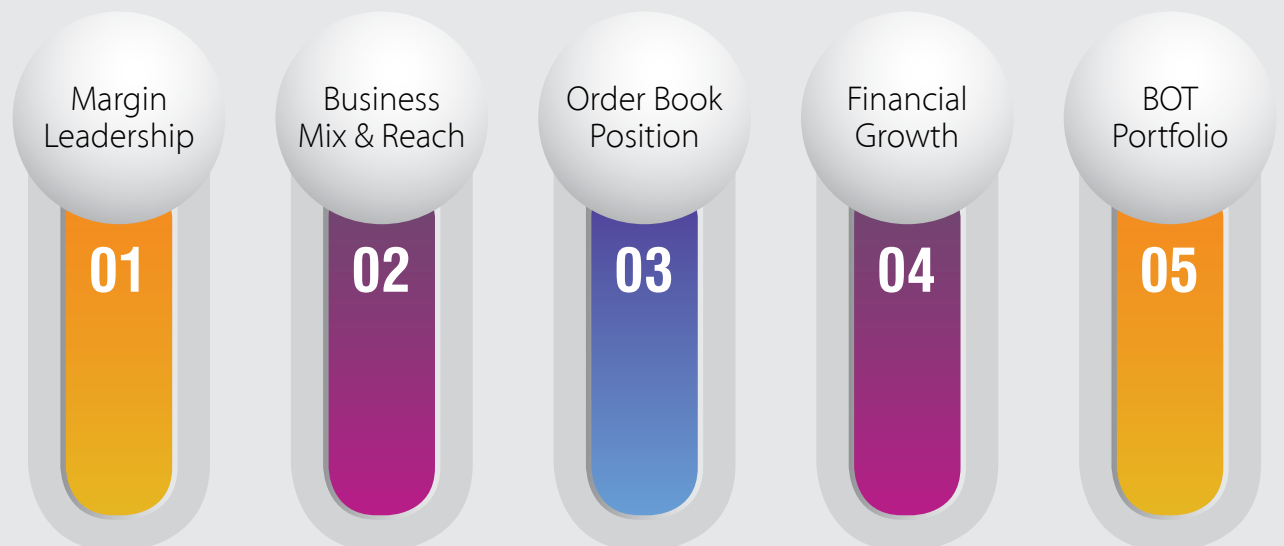 Margin
Leadership
01
Business
Mix & Reach
02
Order Book
Position
03
Financial
Growth
04
BOT
Portfolio
05